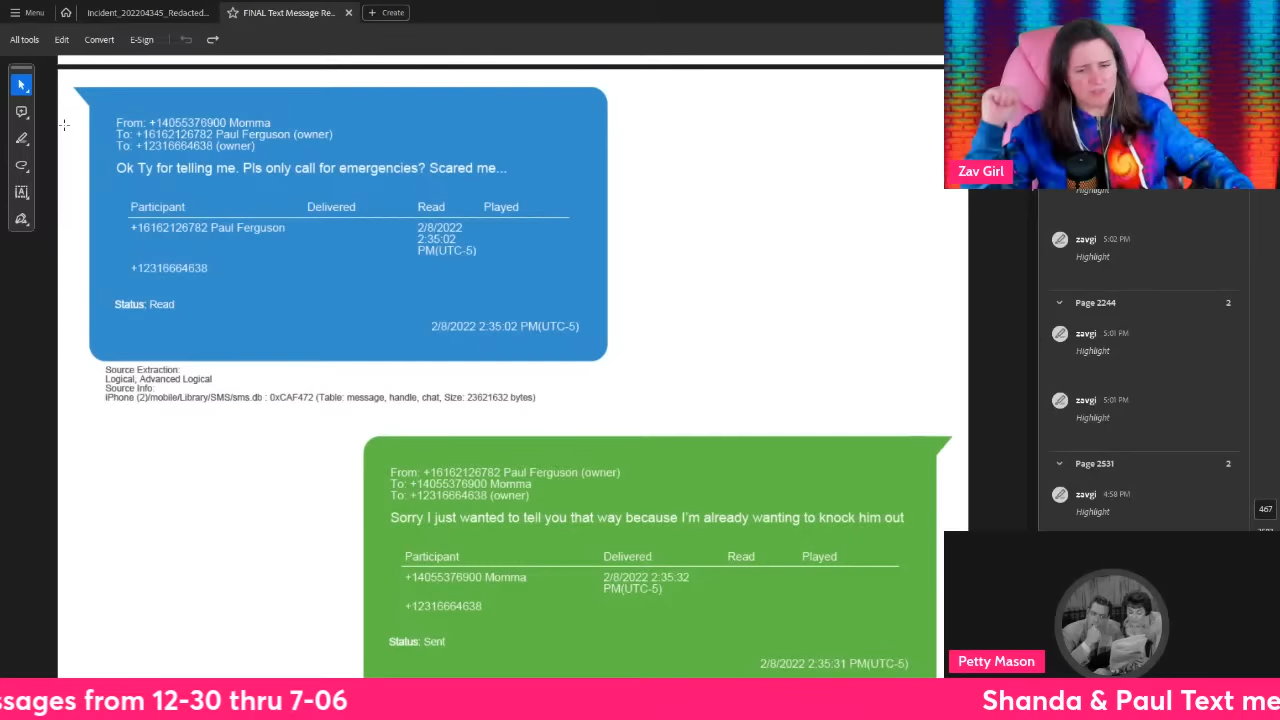 Menu
Incident_202204345_Redacted...
FINAL Text Message Re...
Create
All tools
Edit
Convert
E-Sign
From: +14055376900 Momma
To: +16162126782 Paul Ferguson (owner)
To: +12316664638 (owner)
Ok Ty for telling me. Pls only call for emergencies? Scared me...
Participant Delivered Read Played
+16162126782 Paul Ferguson 2/8/2022
2:35:02
PM(UTC-5)
+12316664638
Status: Read
2/8/2022 2:35:02 PM(UTC-5)
Source Extraction:
Logical, Advanced Logical
Source Info:
iPhone (2)/mobile/Library/SMS/sms.db : 0xCAF472 (Table: message, handle, chat, Size: 23621632 bytes)
From: +16162126782 Paul Ferguson (owner)
To: +14055376900 Momma
To: +12316664638 (owner)
Sorry I just wanted to tell you that way because I'm already wanting to knock him out
Participant Delivered Read Played
+14055376900 Momma 2/8/2022 2:35:32
PM(UTC-5)
+12316664638
Status: Sent
2/8/2022 2:35:31 PM(UTC-5)
Zav Girl
Highlight
zavgi 5:02 PM
Highlight
Page 2244 2
zavgi 5:01 PM
Highlight
zavgi 5:01 PM
Highlight
Page 2531 2
zavgi 4:58 PM
Highlight
467
Petty Mason
ssages from 12-30 thru 7-06
Shanda & Paul Text me